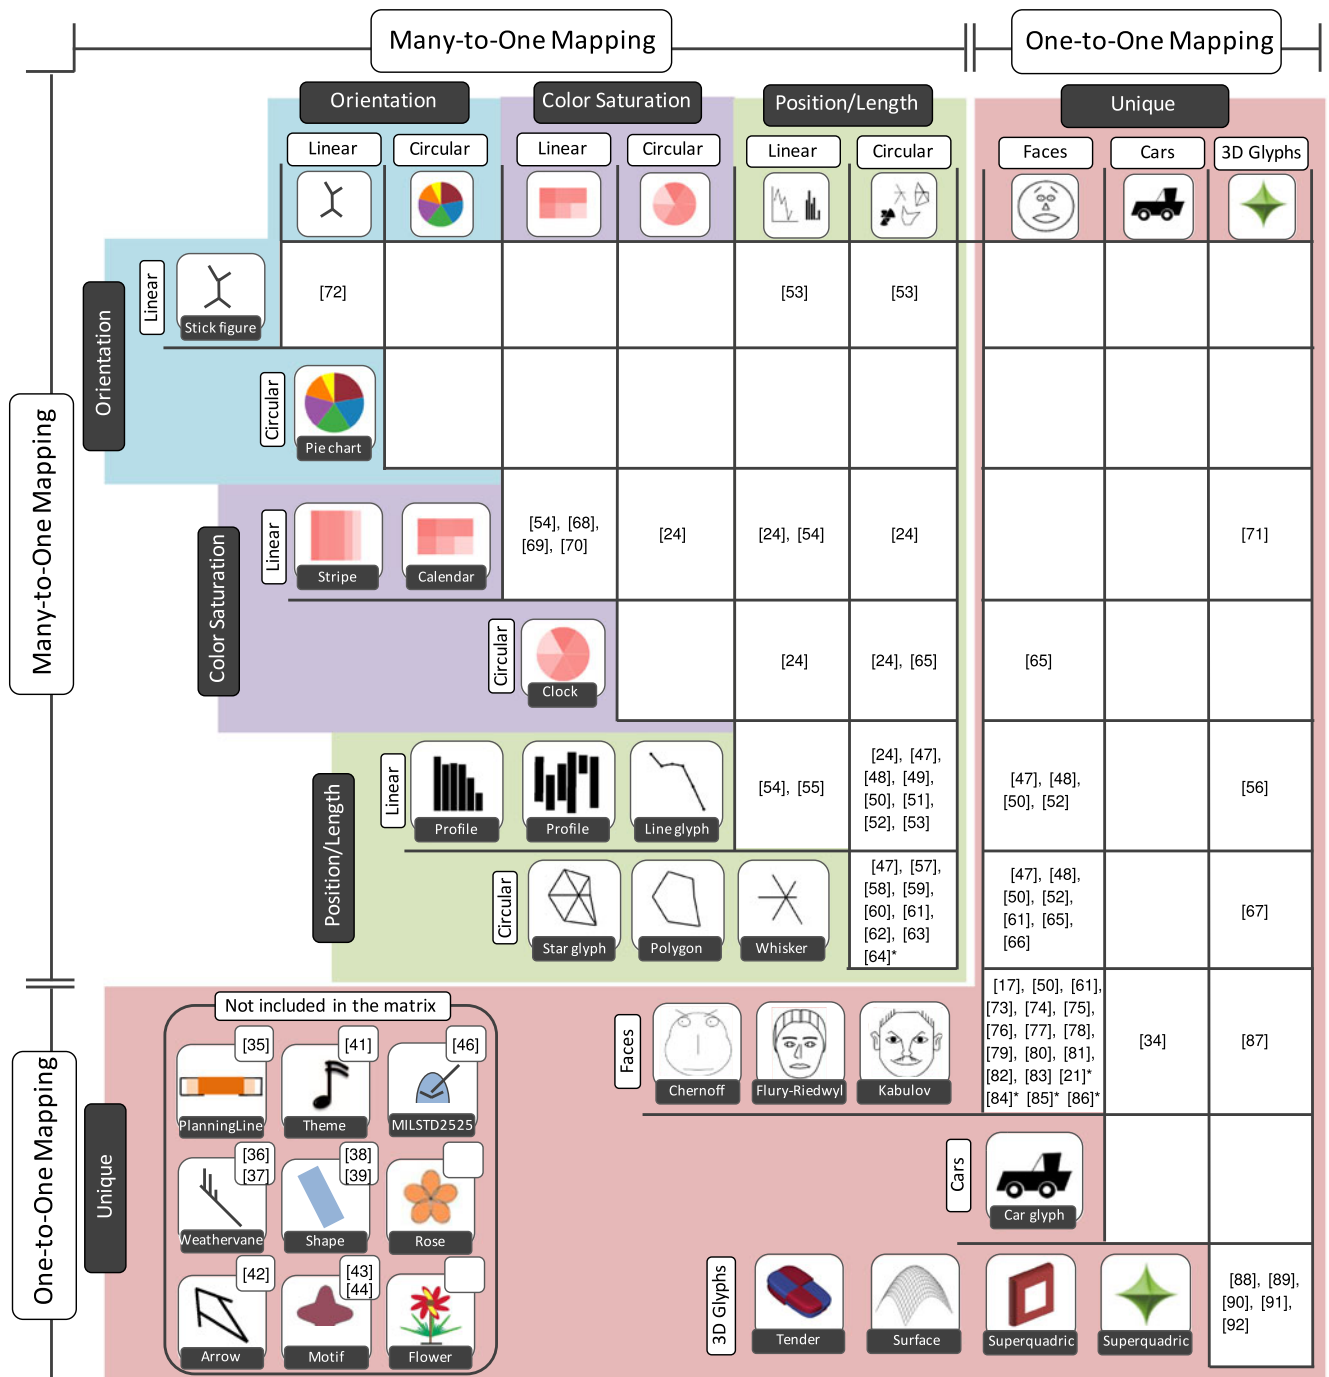 Many-to-One Mapping
One-to-One Mapping
Orientation
Color Saturation
Position/Length
Unique
Linear
Circular
Linear
Circular
Linear
Circular
Faces
Cars
3D Glyphs
Many-to-One Mapping
Orientation
Linear
Stick figure
[72]
[53]
[53]
Circular
Pie chart
Color Saturation
Linear
Stripe
Calendar
[54], [68],
[69], [70]
[24]
[24], [54]
[24]
[71]
Circular
Clock
[24]
[24], [65]
[65]
Position/Length
Linear
Profile
Profile
Line glyph
[54], [55]
[24], [47],
[48], [49],
[50], [51],
[52], [53]
[47], [48],
[50], [52]
[56]
Circular
Star glyph
Polygon
Whisker
[47], [57],
[58], [59],
[60], [61],
[62], [63]
[64]*
[47], [48],
[50], [52],
[61], [65],
[66]
[67]
One-to-One Mapping
Unique
Not included in the matrix
[35]
PlanningLine
[41]
Theme
[46]
MILSTD2525
[36]
[37]
Weathervane
[38]
[39]
Shape
Rose
[42]
Arrow
[43]
[44]
Motif
Flower
Faces
Chernoff
Flury-Riedwyl
Kabulov
[17], [50], [61],
[73], [74], [75],
[76], [77], [78],
[79], [80], [81],
[82], [83] [21]*
[84]* [85]* [86]*
[34]
[87]
Cars
Car glyph
3D Glyphs
Tender
Surface
Superquadric
Superquadric
[88], [89],
[90], [91],
[92]